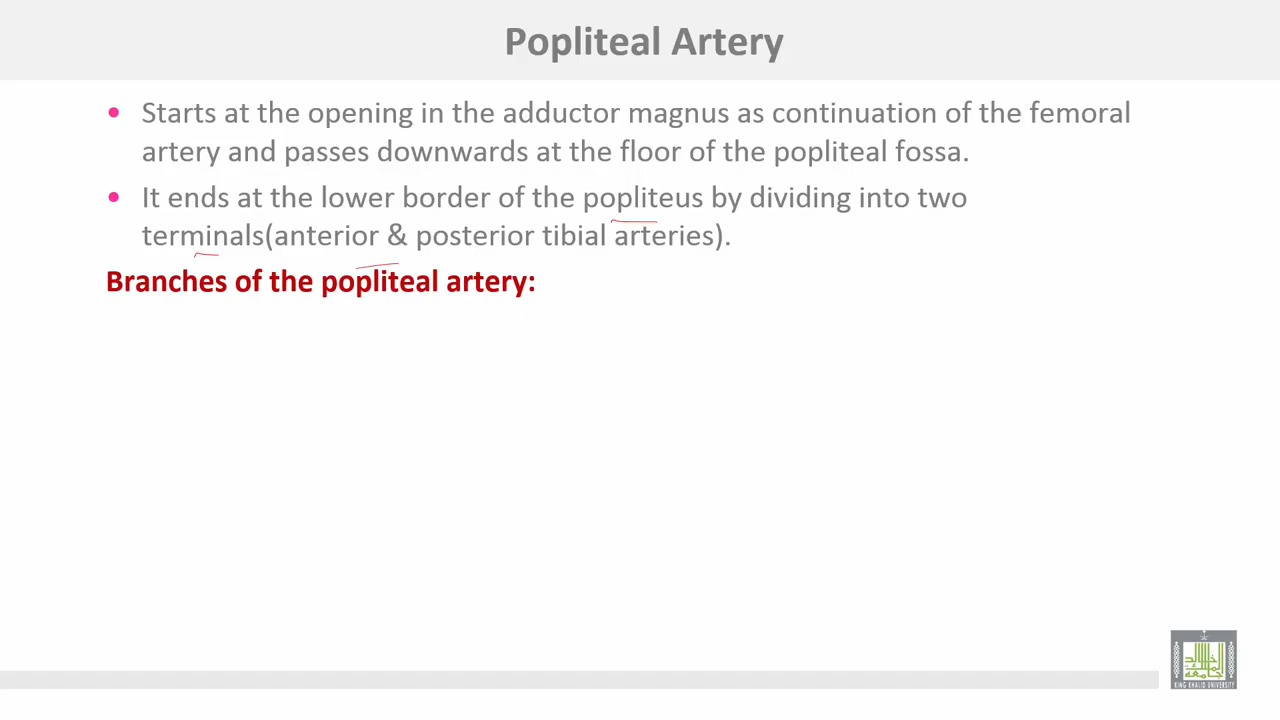 Popliteal Artery
• Starts at the opening in the adductor magnus as continuation of the femoral
artery and passes downwards at the floor of the popliteal fossa.
• It ends at the lower border of the popliteus by dividing into two
terminals(anterior & posterior tibial arteries).
Branches of the popliteal artery:
KING KHALID UNIVERSITY